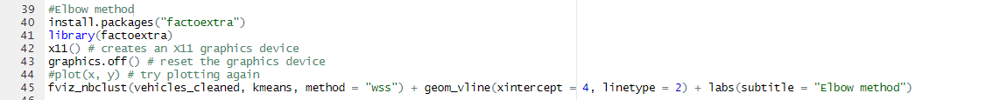 39 #Elbow method
40 install.packages("factoextra")
41 library(factoextra)
42 x11() # creates an X11 graphics device
43 graphics.off() # reset the graphics device
44 #plot(x, y) # try plotting again
45 fviz_nbclust(vehicles_cleaned, kmeans, method = "wss") + geom_vline(xintercept = 4, linetype = 2) + labs(subtitle = "Elbow method")